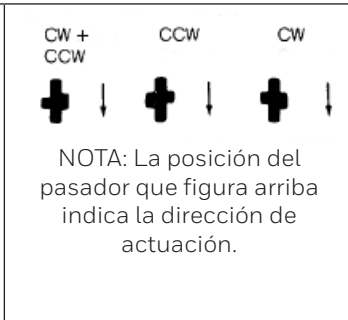 CW + CCW CW
CCW
NOTA: La posición del
pasador que figura arriba
indica la dirección de
actuación.